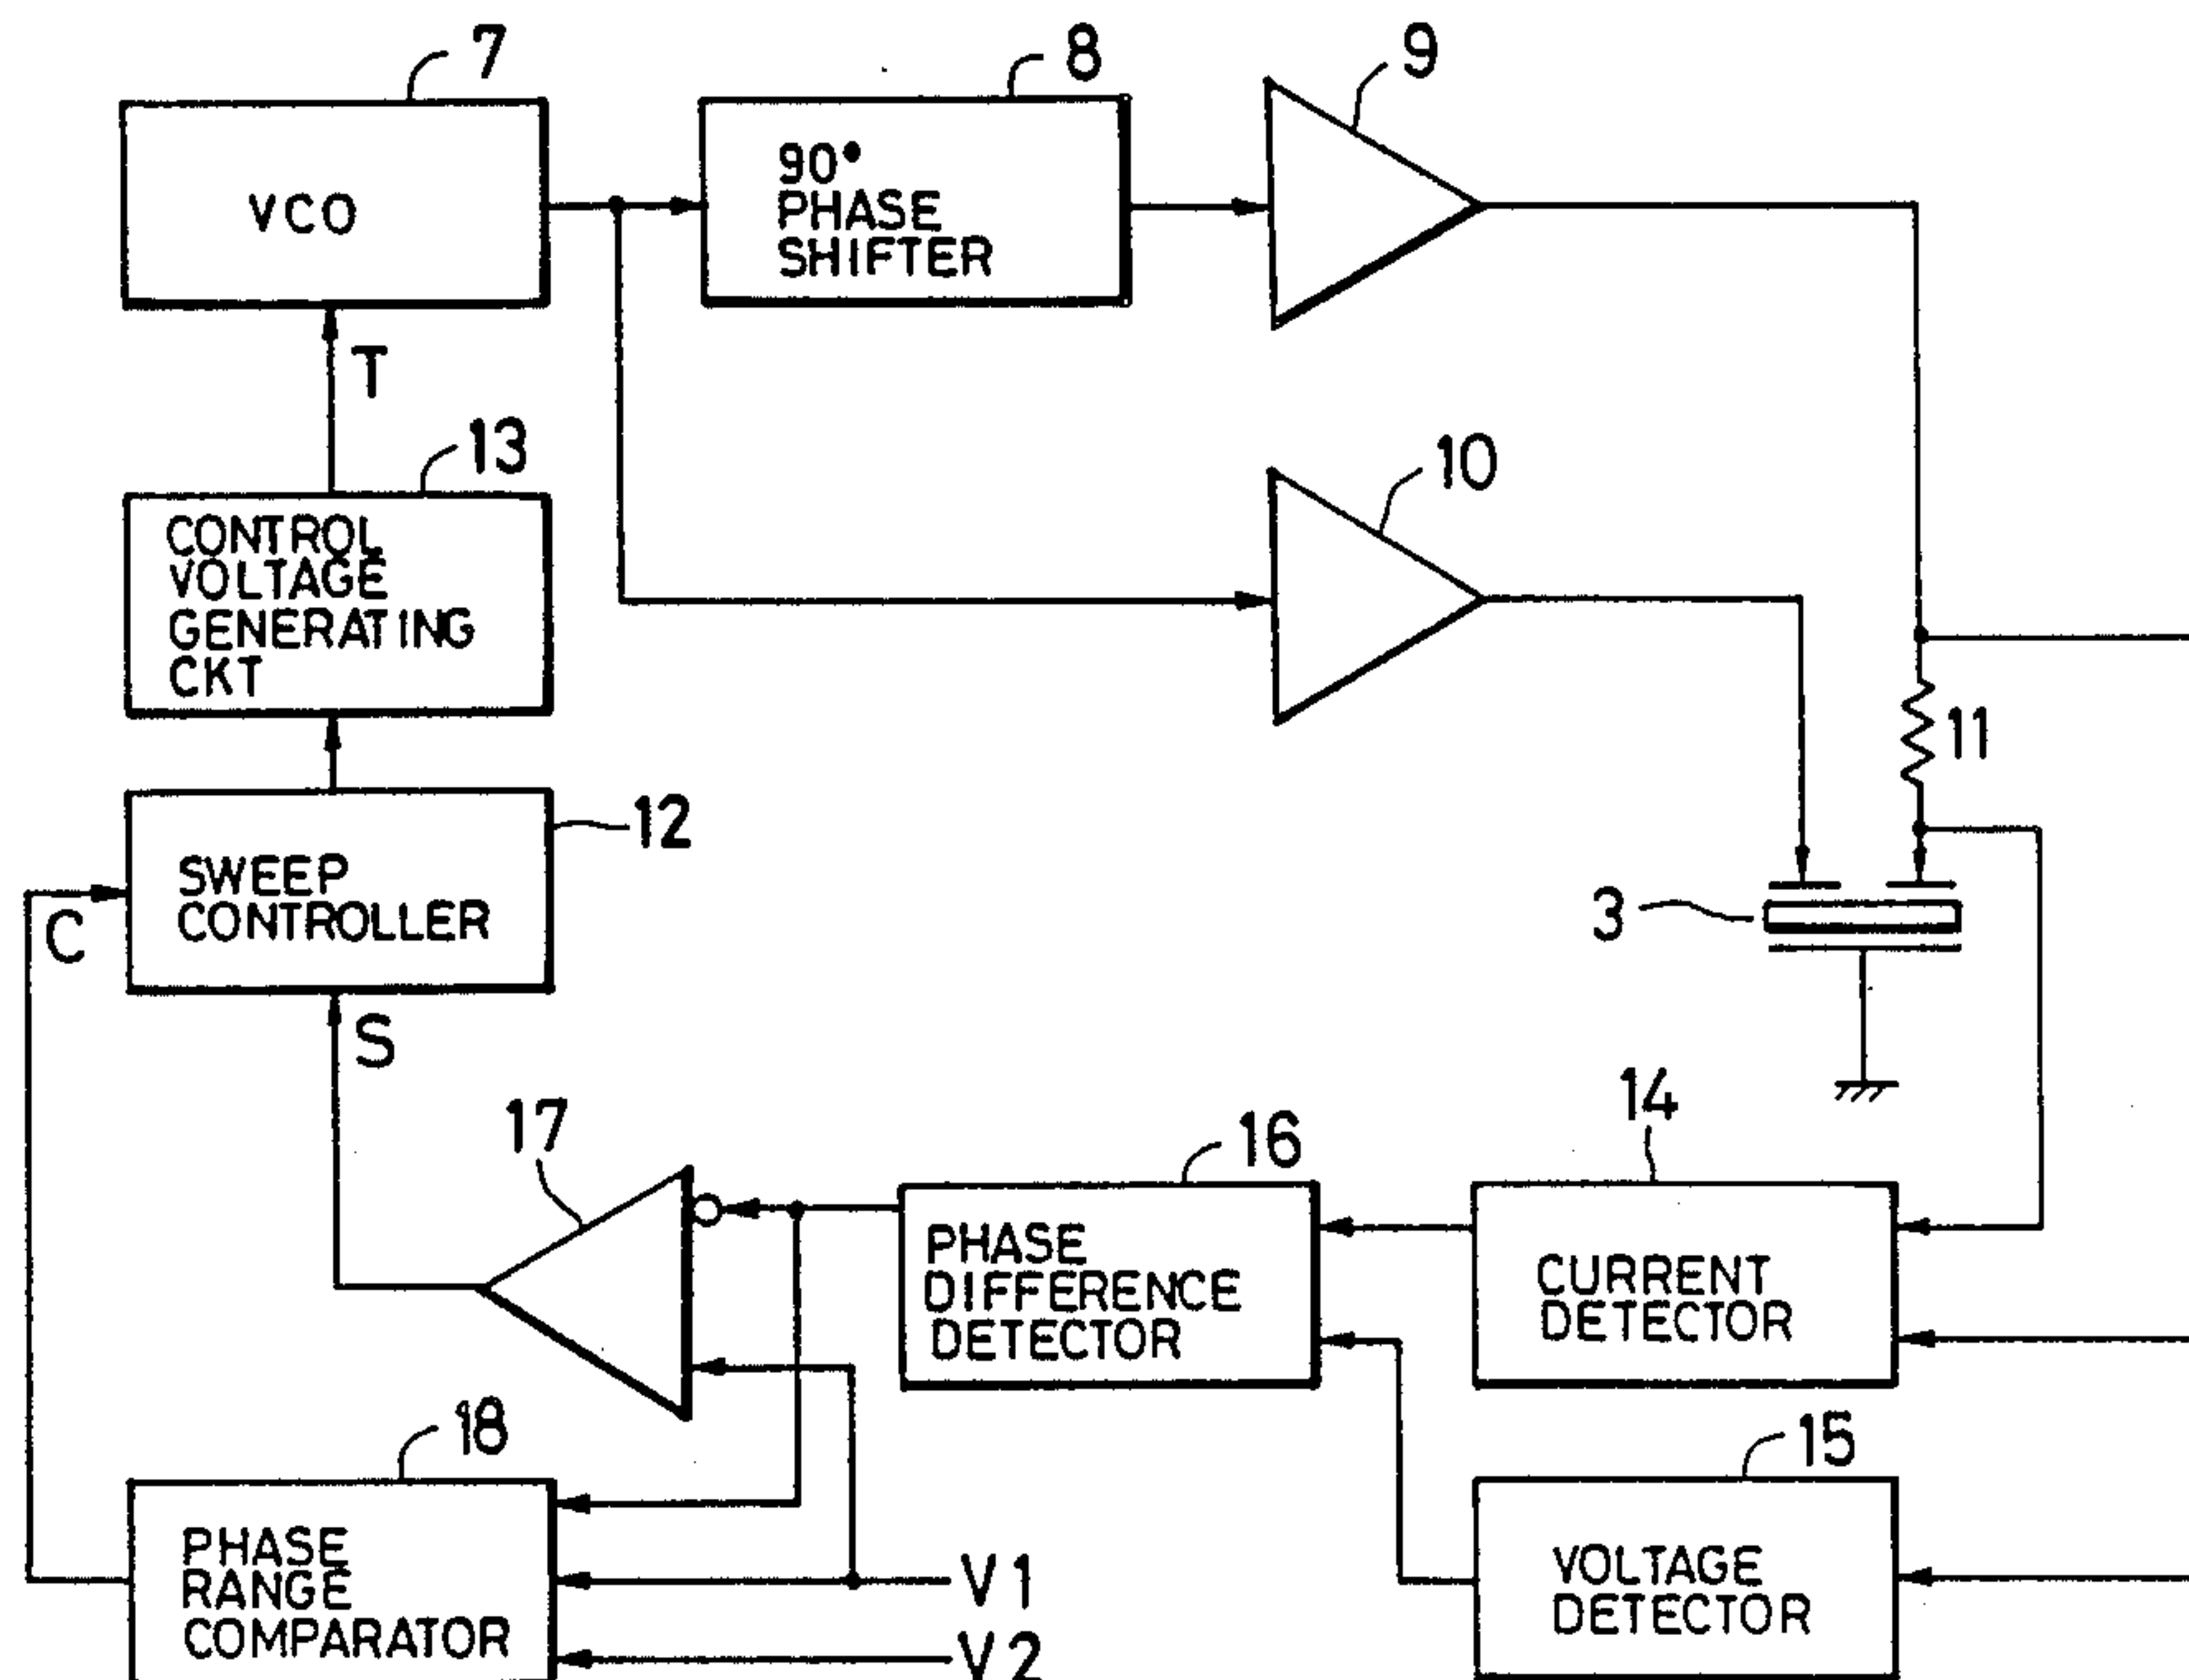 7
8
9
VCO
90°
PHASE
SHIFTER
T
13
10
CONTROL
VOLTAGE
GENERATING
CKT
11
12
SWEEP
CONTROLLER
C
3
S
14
17
16
PHASE
DIFFERENCE
DETECTOR
CURRENT
DETECTOR
18
15
PHASE
RANGE
COMPARATOR
V1
V2
VOLTAGE
DETECTOR